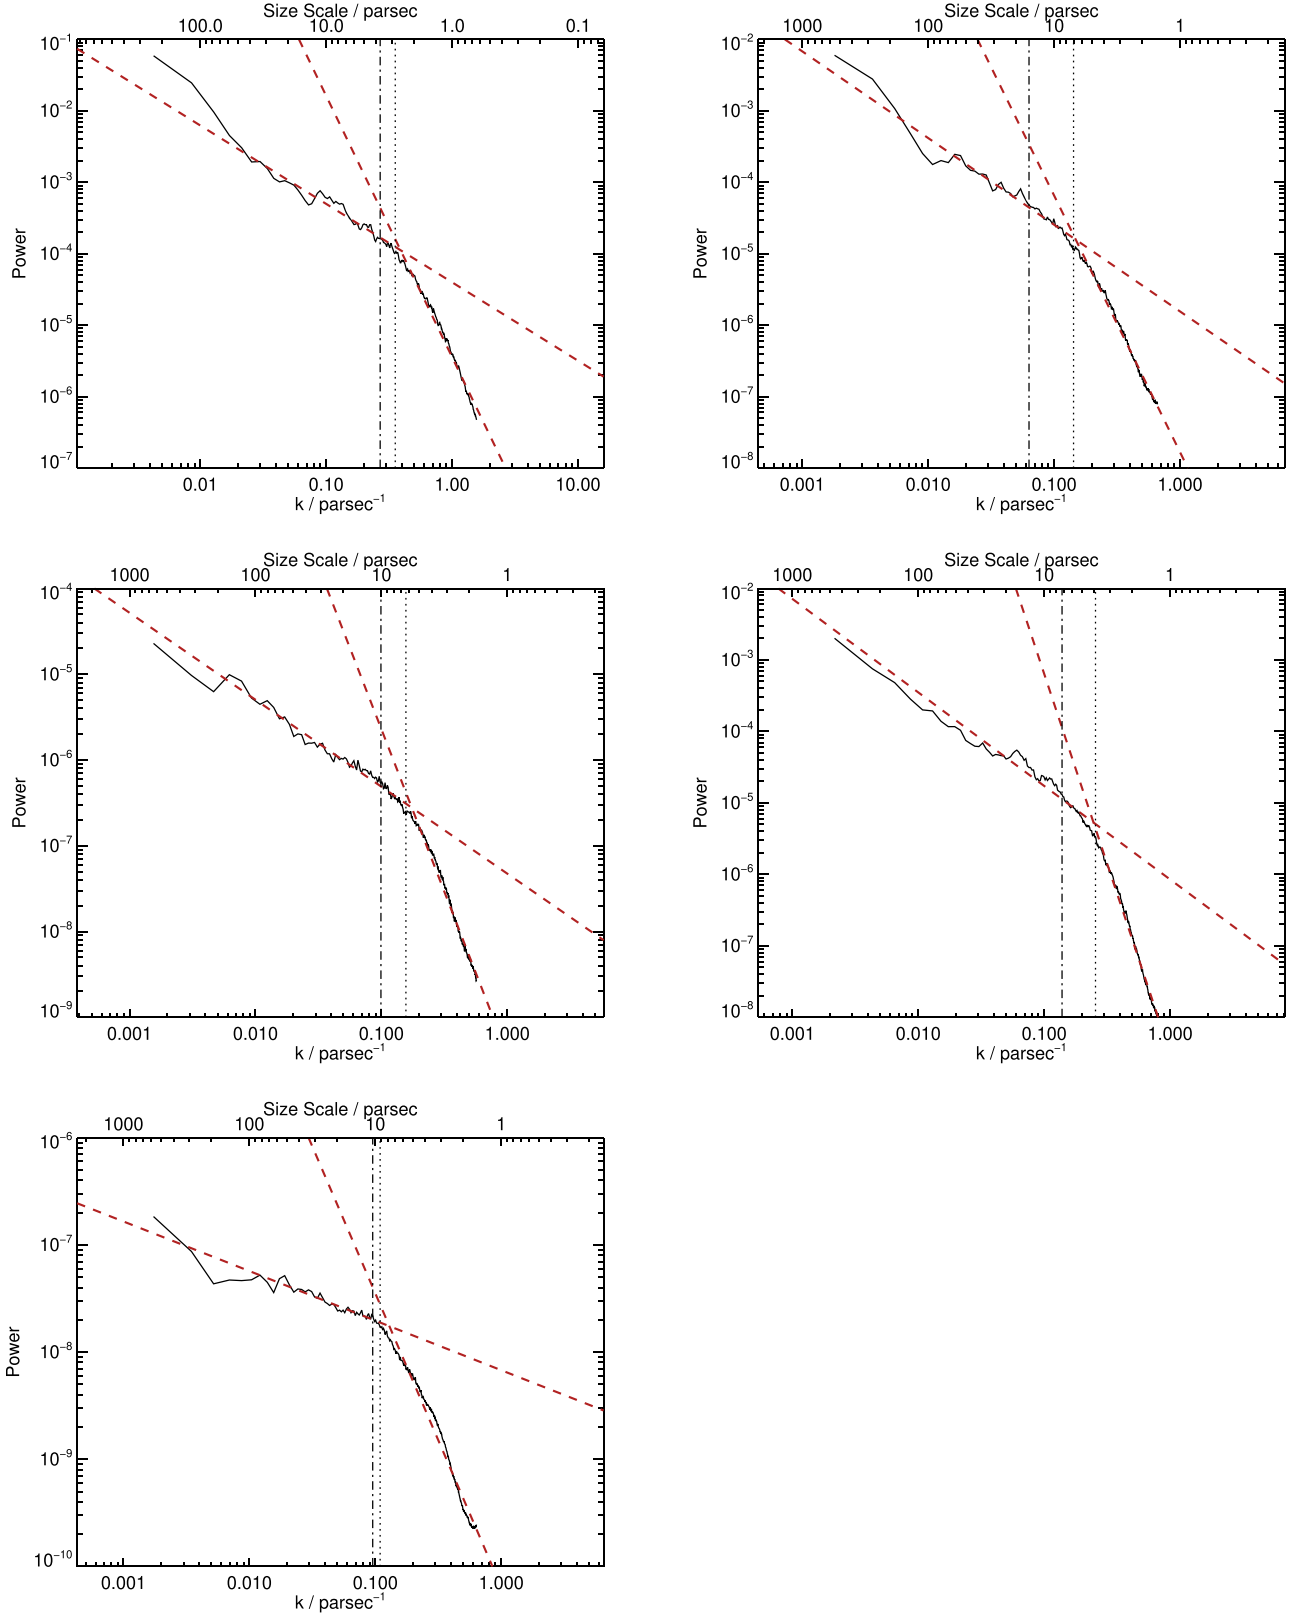 Size Scale / parsec
100.0 10.0 1.0 0.1
10⁻¹
10⁻²
10⁻³
10⁻⁴
10⁻⁵
10⁻⁶
10⁻⁷
Power
0.01 0.10 1.00 10.00
k / parsec⁻¹
Size Scale / parsec
1000 100 10 1
10⁻²
10⁻³
10⁻⁴
10⁻⁵
10⁻⁶
10⁻⁷
10⁻⁸
Power
0.001 0.010 0.100 1.000
k / parsec⁻¹
Size Scale / parsec
1000 100 10 1
10⁻⁴
10⁻⁵
10⁻⁶
10⁻⁷
10⁻⁸
10⁻⁹
Power
0.001 0.010 0.100 1.000
k / parsec⁻¹
Size Scale / parsec
1000 100 10 1
10⁻²
10⁻³
10⁻⁴
10⁻⁵
10⁻⁶
10⁻⁷
10⁻⁸
Power
0.001 0.010 0.100 1.000
k / parsec⁻¹
Size Scale / parsec
1000 100 10 1
10⁻⁶
10⁻⁷
10⁻⁸
10⁻⁹
10⁻¹⁰
Power
0.001 0.010 0.100 1.000
k / parsec⁻¹